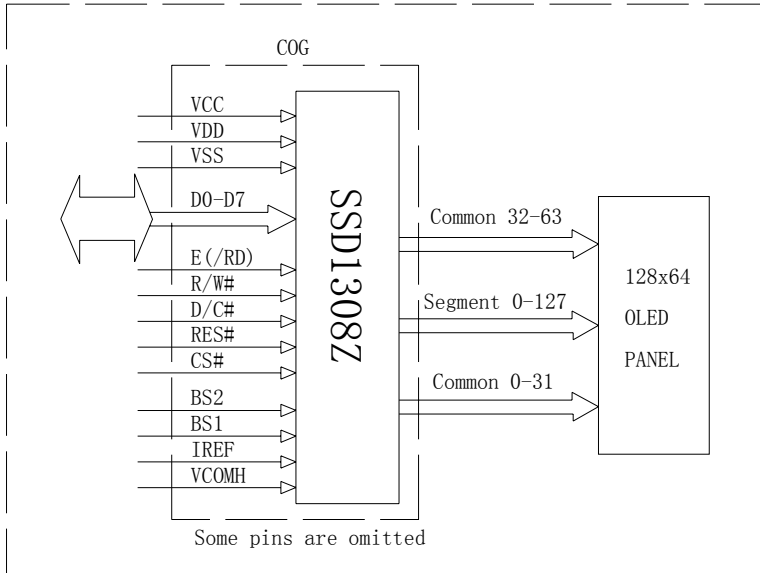 COG
VCC
VDD
VSS
D0-D7
E(/RD)
R/W#
D/C#
RES#
CS#
BS2
BS1
IREF
VCOMH
SSD1308Z
Common 32-63
Segment 0-127
Common 0-31
128x64
OLED
PANEL
Some pins are omitted